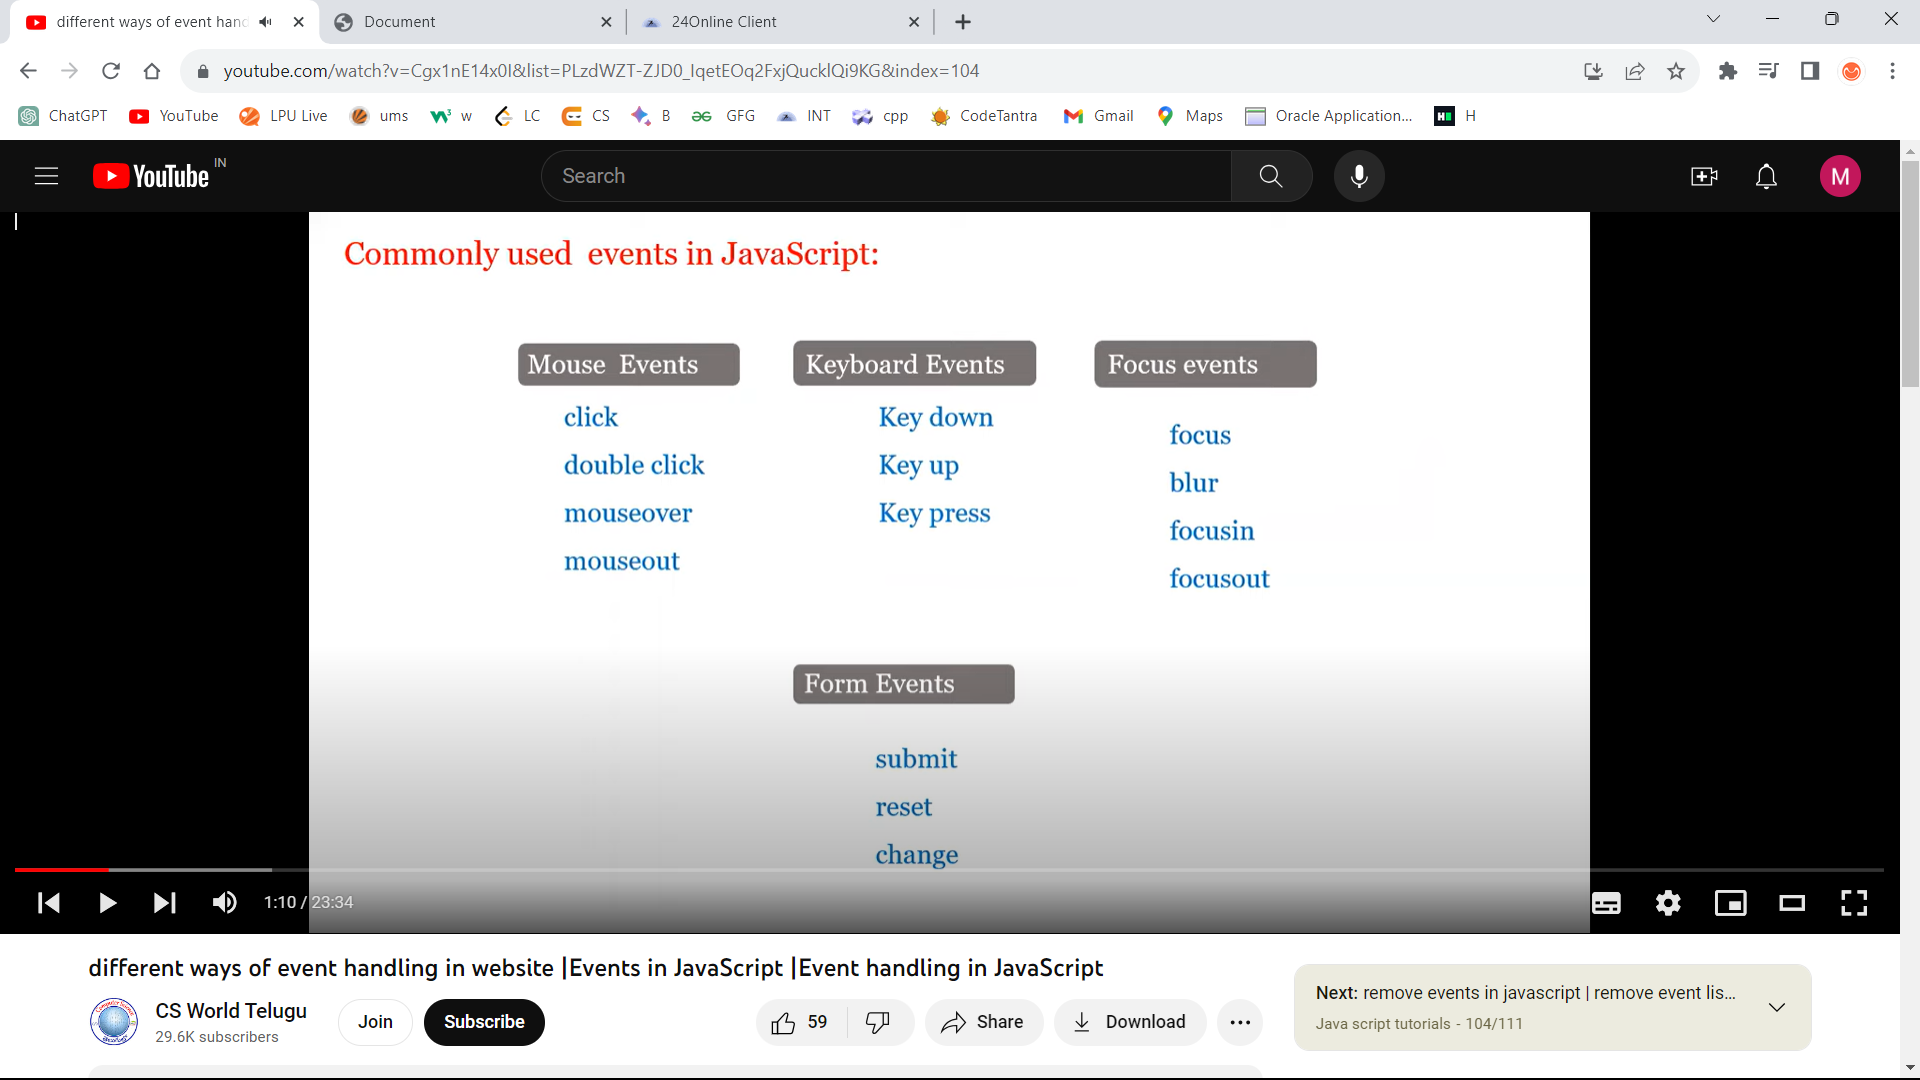 different ways of event hand
Document
24Online Client
youtube.com/watch?v=Cgx1nE14x0I&list=PLzdWZT-ZJD0_IqetEOq2FxjQucklQi9KG&index=104
ChatGPT YouTube LPU Live ums w LC CS B GFG INT cpp CodeTantra Gmail Maps Oracle Application... H
YouTube IN
Search
M
Commonly used events in JavaScript:
Mouse Events
click
double click
mouseover
mouseout
Keyboard Events
Key down
Key up
Key press
Focus events
focus
blur
focusin
focusout
Form Events
submit
reset
change
1:10 / 23:34
different ways of event handling in website |Events in JavaScript |Event handling in JavaScript
CS World Telugu
29.6K subscribers
Join
Subscribe
59
Share
Download
Next: remove events in javascript | remove event lis...
Java script tutorials - 104/111